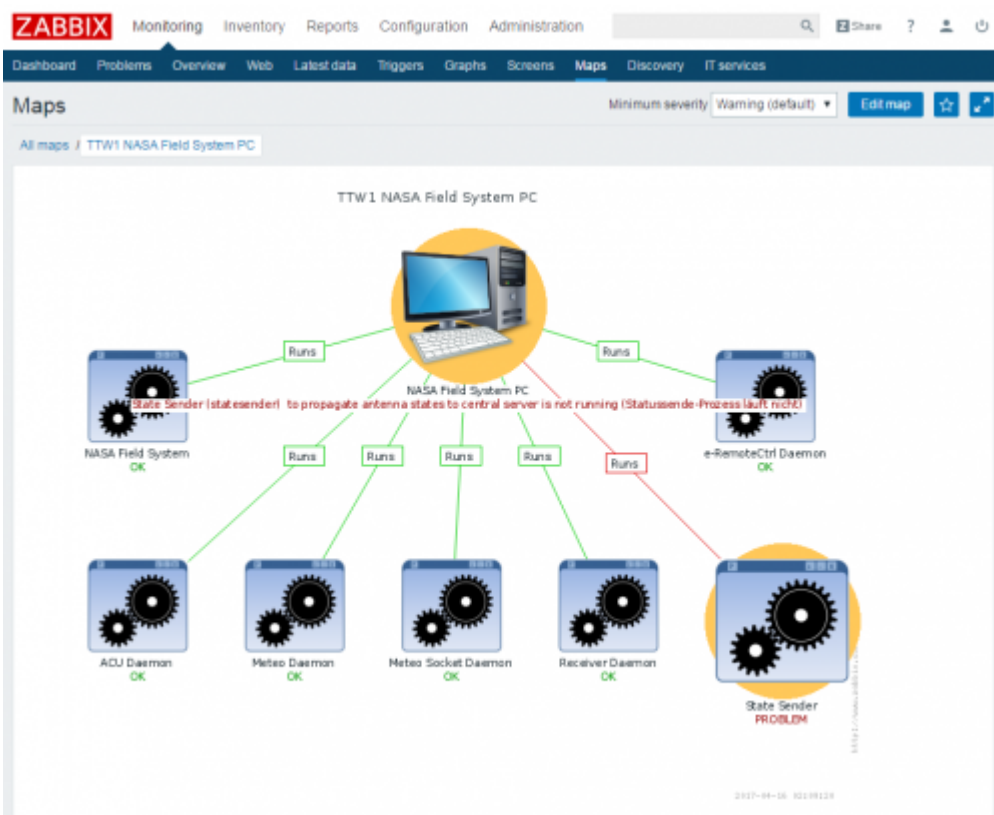 ZABBIX Monitoring Inventory Reports Configuration Administration Z Share ?
Dashboard Problems Overview Web Latest data Triggers Graphs Screens Maps Discovery IT services
Maps Minimum severity Warning (default) Edit map
All maps / TTW1 NASA Field System PC
TTW1 NASA Field System PC
Runs Runs
NASA Field System PC
State Sender (statesender) to propagate antenna states to central server is not running (Statussende-Prozess läuft nicht)
NASA Field System e-RemoteCtrl Daemon
OK OK
Runs Runs Runs Runs Runs
ACU Daemon Meteo Daemon Meteo Socket Daemon Receiver Daemon
OK OK OK OK
State Sender
PROBLEM